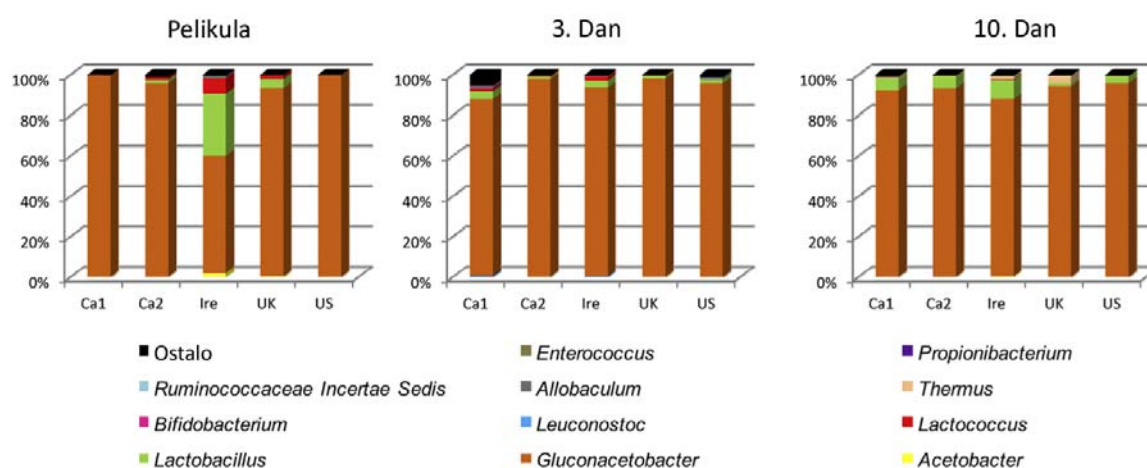 Pelikula
3. Dan
10. Dan
100%
80%
60%
40%
20%
0%
Ca1 Ca2 Ire UK US
100%
80%
60%
40%
20%
0%
Ca1 Ca2 Ire UK US
100%
80%
60%
40%
20%
0%
Ca1 Ca2 Ire UK US
Ostalo
Ruminococcaceae Incertae Sedis
Bifidobacterium
Lactobacillus
Enterococcus
Allobaculum
Leuconostoc
Gluconacetobacter
Propionibacterium
Thermus
Lactococcus
Acetobacter